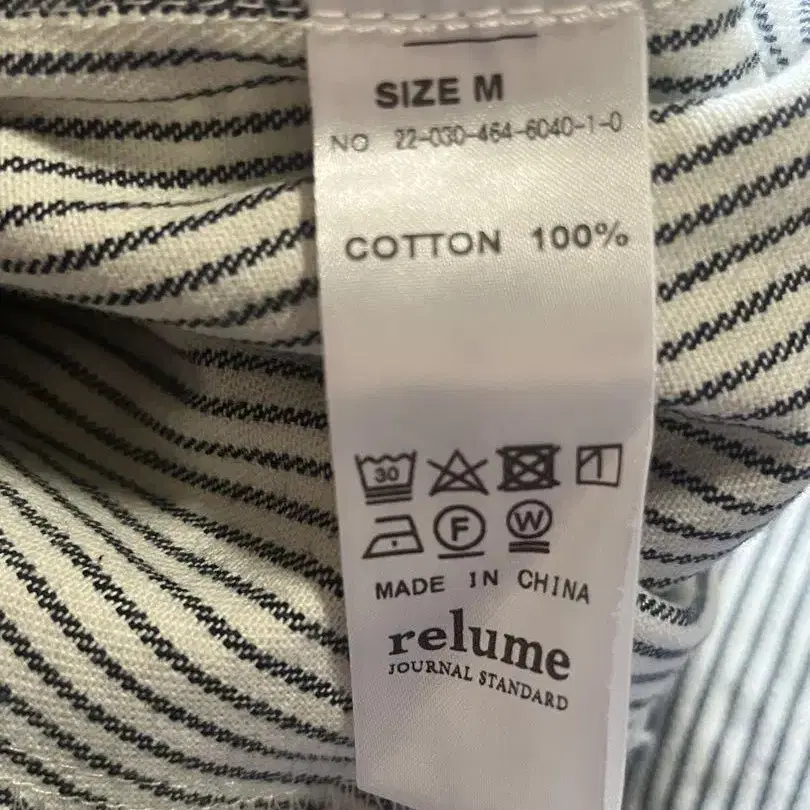 SIZE M
NO 22-030-464-6040-1-0
COTTON 100%
30
F W
MADE IN CHINA
relume
JOURNAL STANDARD